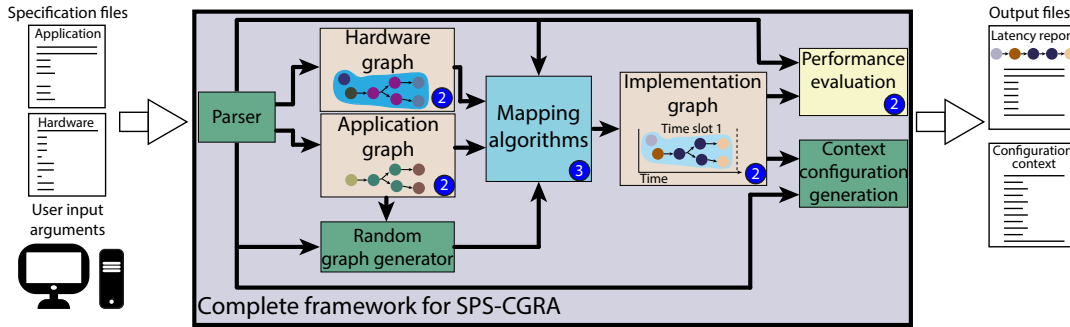 Specification files
Application
Hardware
User input
arguments
Parser
Hardware
graph
2
Application
graph
2
Random
graph generator
Mapping
algorithms
3
Implementation
graph
Time slot 1
Time
2
Performance
evaluation
2
Context
configuration
generation
Complete framework for SPS-CGRA
Output files
Latency report
Configuration
context